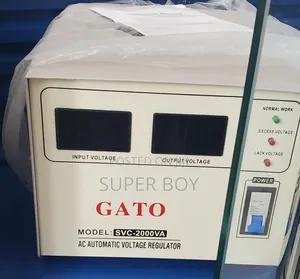 NORMAL WORK
EXCESS VOLTAGE
LACK VOLTAGE
INPUT VOLTAGE
OUTPUT VOLTAGE
POSTED
SUPER BOY
POWER
GATO
MODEL: SVC-2000VA
AC AUTOMATIC VOLTAGE REGULATOR